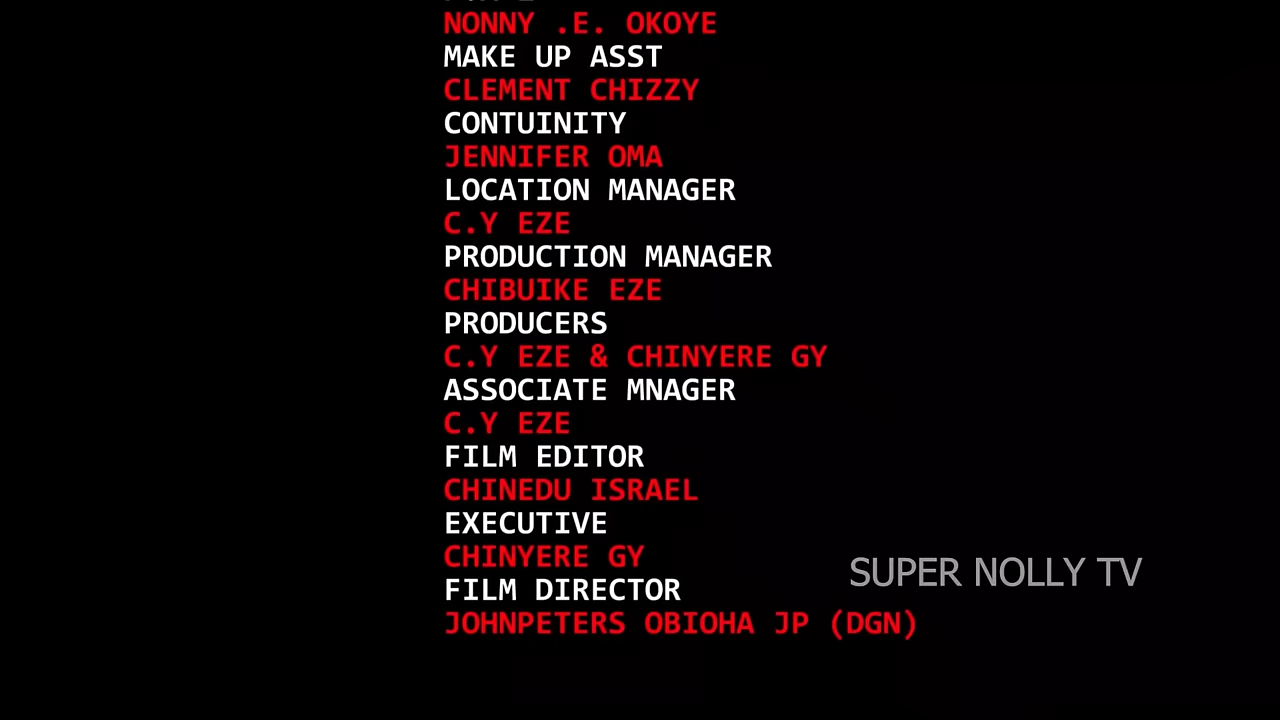 NONNY .E. OKOYE
MAKE UP ASST
CLEMENT CHIZZY
CONTUINITY
JENNIFER OMA
LOCATION MANAGER
C.Y EZE
PRODUCTION MANAGER
CHIBUIKE EZE
PRODUCERS
C.Y EZE & CHINYERE GY
ASSOCIATE MNAGER
C.Y EZE
FILM EDITOR
CHINEDU ISRAEL
EXECUTIVE
CHINYERE GY
FILM DIRECTOR
JOHNPETERS OBIOHA JP (DGN)
SUPER NOLLY TV